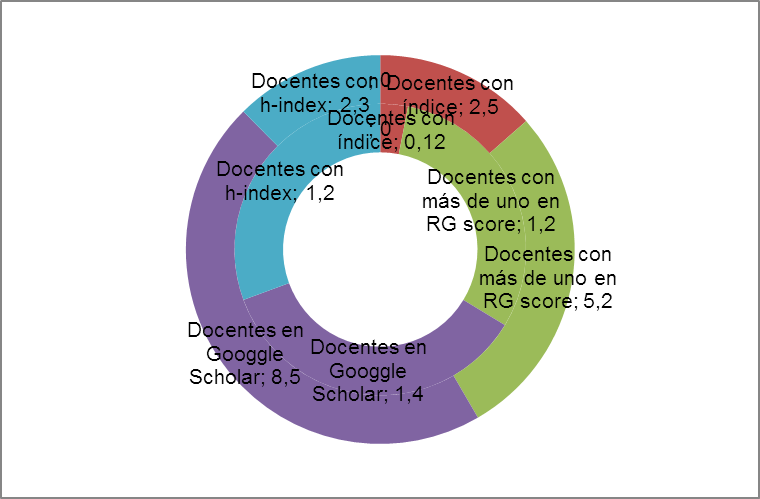 ; 0
Docentes con
índice; 2,5
Docentes con
h-index; 2,3
; 0
Docentes con
índice; 0,12
Docentes con
h-index; 1,2
Docentes con
más de uno en
RG score; 1,2
Docentes con
más de uno en
RG score; 5,2
Docentes en
Googgle
Scholar; 8,5
Docentes en
Googgle
Scholar; 1,4